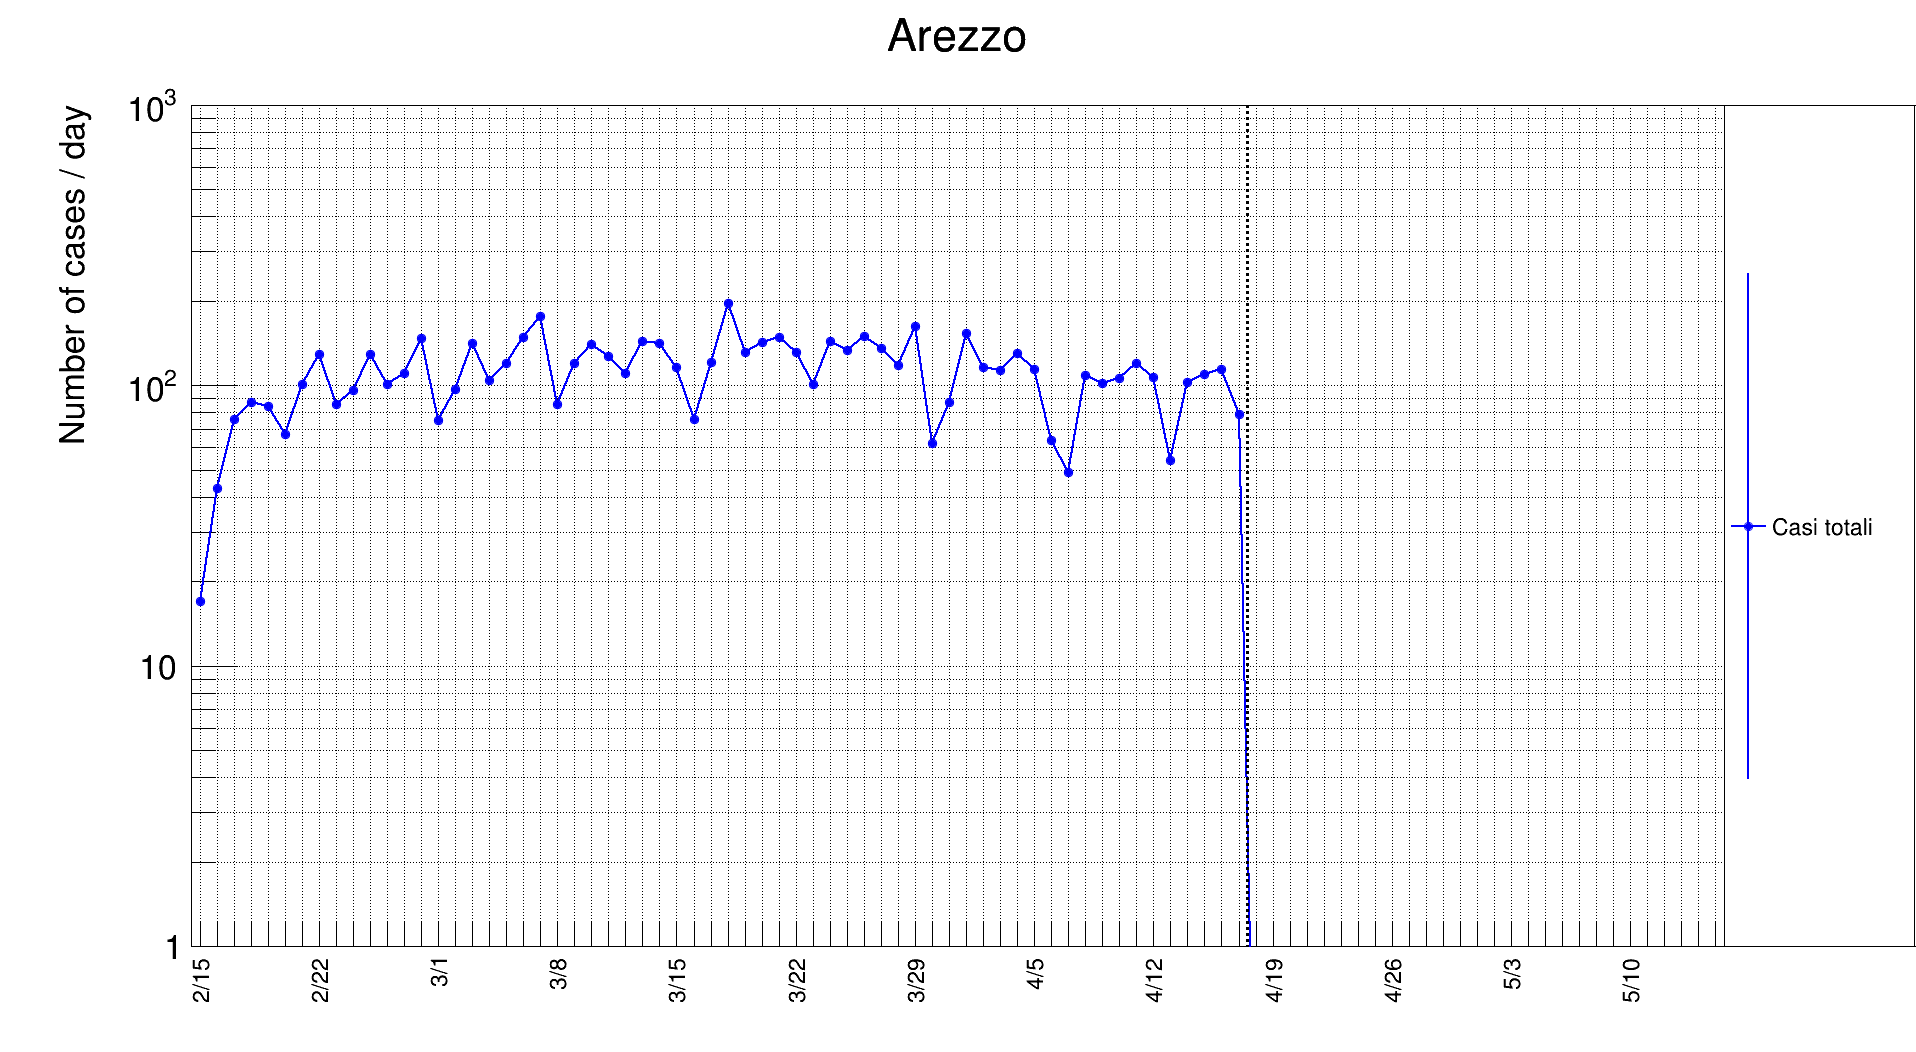 Arezzo
Number of cases / day
10³
10²
10
1
2/15 2/22 3/1 3/8 3/15 3/22 3/29 4/5 4/12 4/19 4/26 5/3 5/10
Casi totali